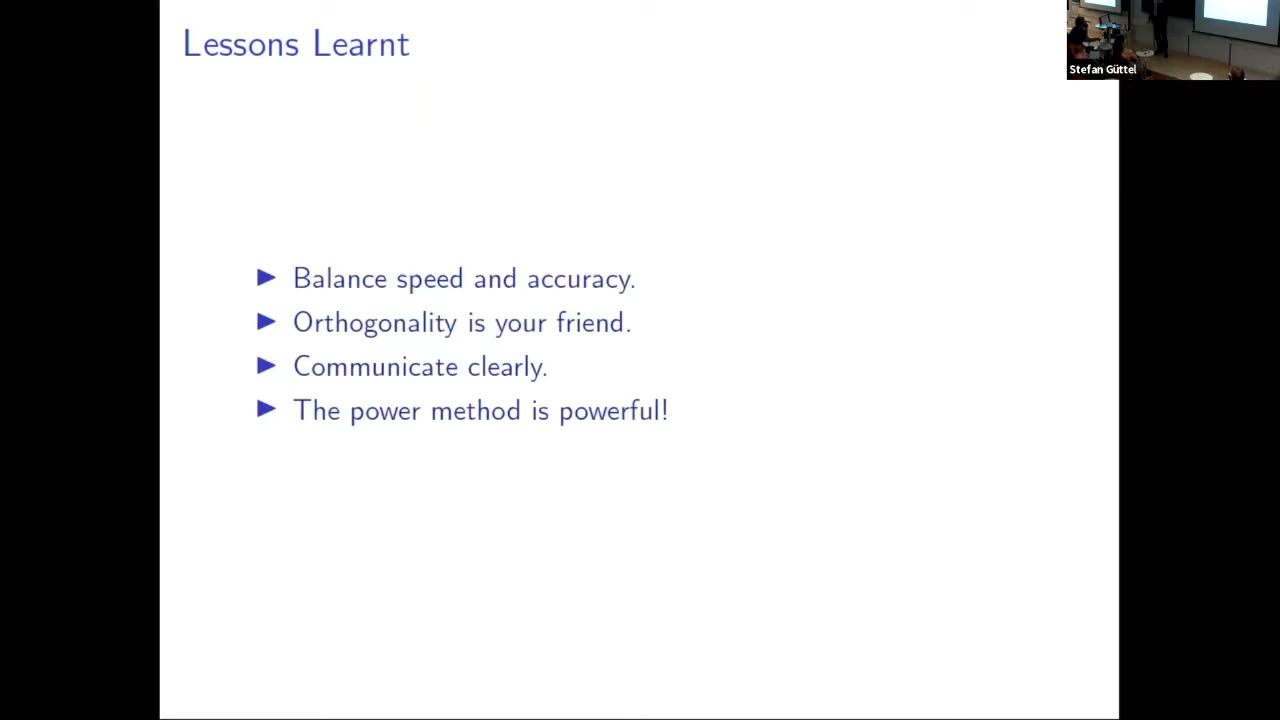 Lessons Learnt
Stefan Güttel
Balance speed and accuracy.
Orthogonality is your friend.
Communicate clearly.
The power method is powerful!